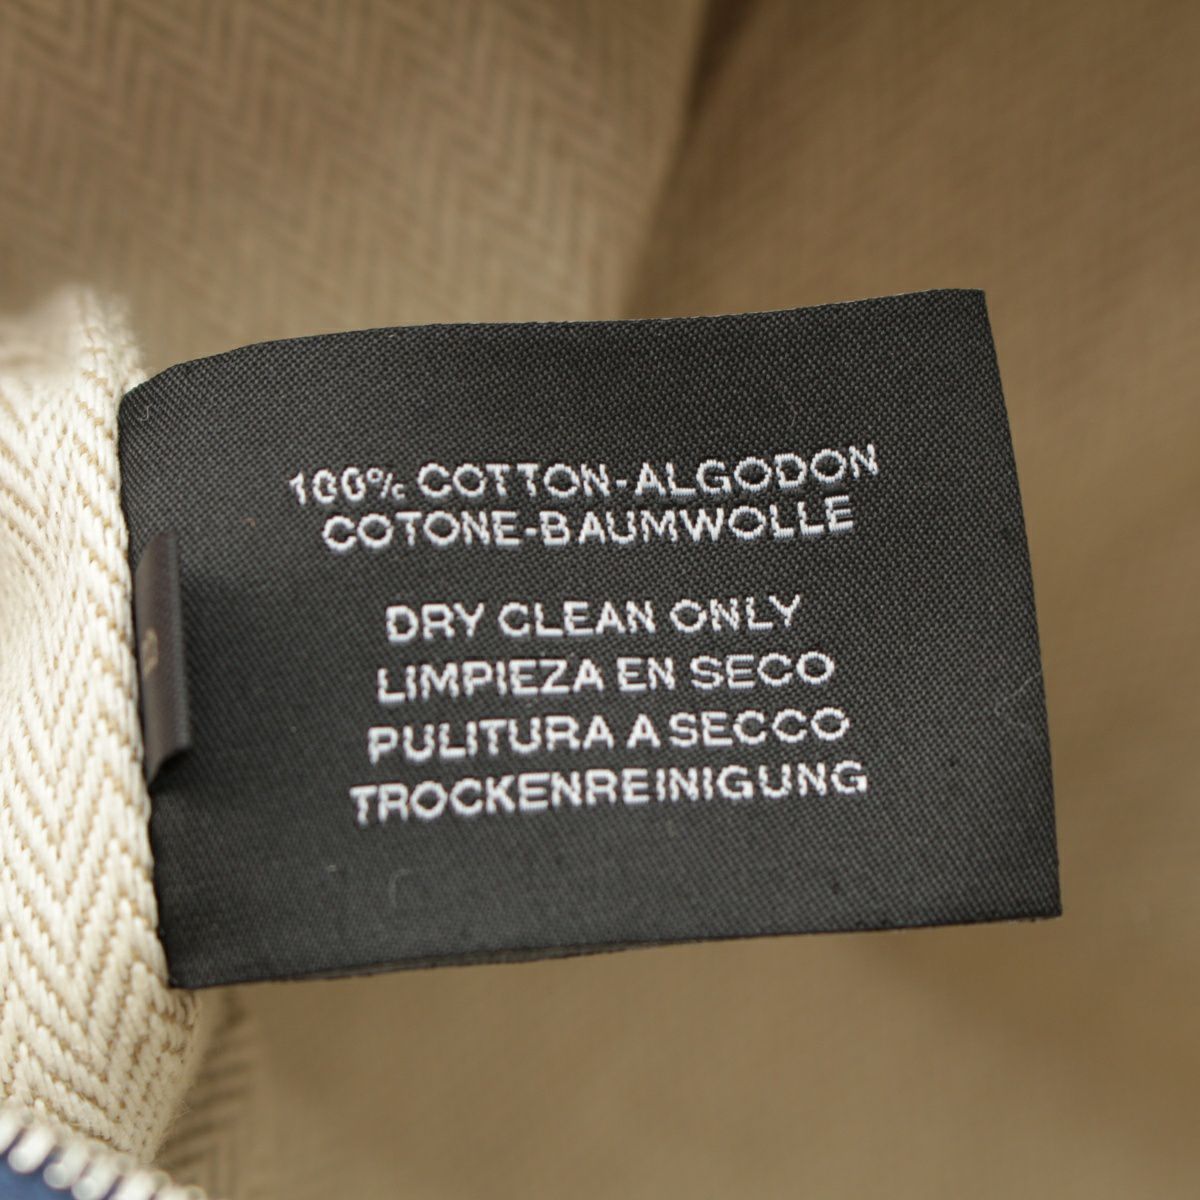 100% COTTON-ALGODON
COTONE-BAUMWOLLE
DRY CLEAN ONLY
LIMPIEZA EN SECO
PULITURA A SECCO
TROCKENREINIGUNG